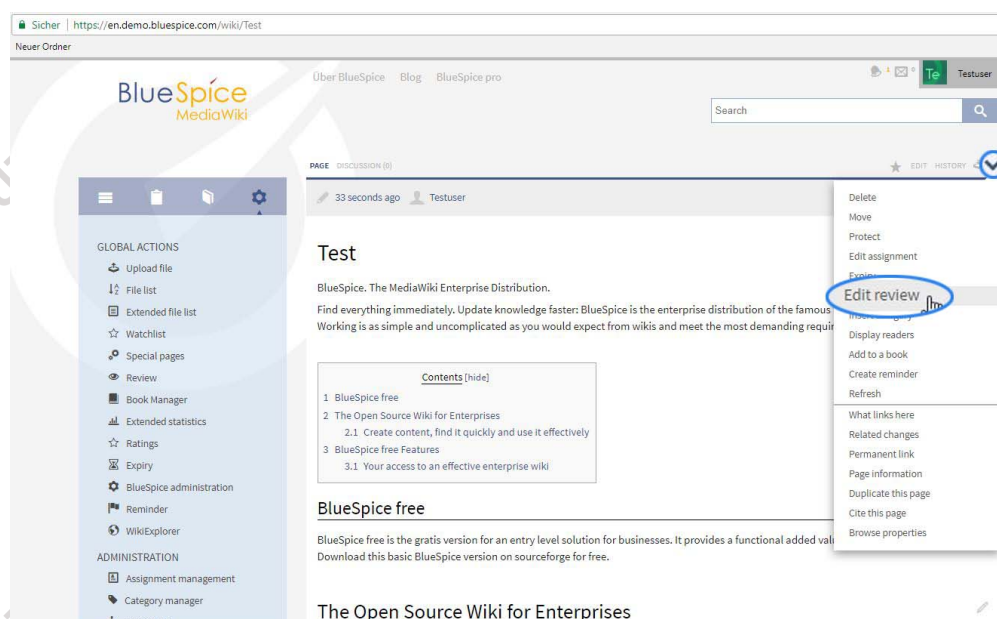 Sicher | https://en.demo.bluespice.com/wiki/Test
Neuer Ordner
BlueSpice
MediaWiki
Über BlueSpice Blog BlueSpice pro
1 0 Te Testuser
Search
PAGE DISCUSSION (0)
EDIT HISTORY
33 seconds ago Testuser
GLOBAL ACTIONS
Upload file
File list
Extended file list
Watchlist
Special pages
Review
Book Manager
Extended statistics
Ratings
Expiry
BlueSpice administration
Reminder
WikiExplorer
ADMINISTRATION
Assignment management
Category manager
Test
BlueSpice. The MediaWiki Enterprise Distribution.
Find everything immediately. Update knowledge faster: BlueSpice is the enterprise distribution of the famous
Working is as simple and uncomplicated as you would expect from wikis and meet the most demanding
Contents [hide]
1 BlueSpice free
2 The Open Source Wiki for Enterprises
2.1 Create content, find it quickly and use it effectively
3 BlueSpice free Features
3.1 Your access to an effective enterprise wiki
BlueSpice free
BlueSpice free is the gratis version for an entry level solution for businesses. It provides a functional added
Download this basic BlueSpice version on sourceforge for free.
The Open Source Wiki for Enterprises
Delete
Move
Protect
Edit assignment
Expiry
Edit review
Display readers
Add to a book
Create reminder
Refresh
What links here
Related changes
Permanent link
Page information
Duplicate this page
Cite this page
Browse properties